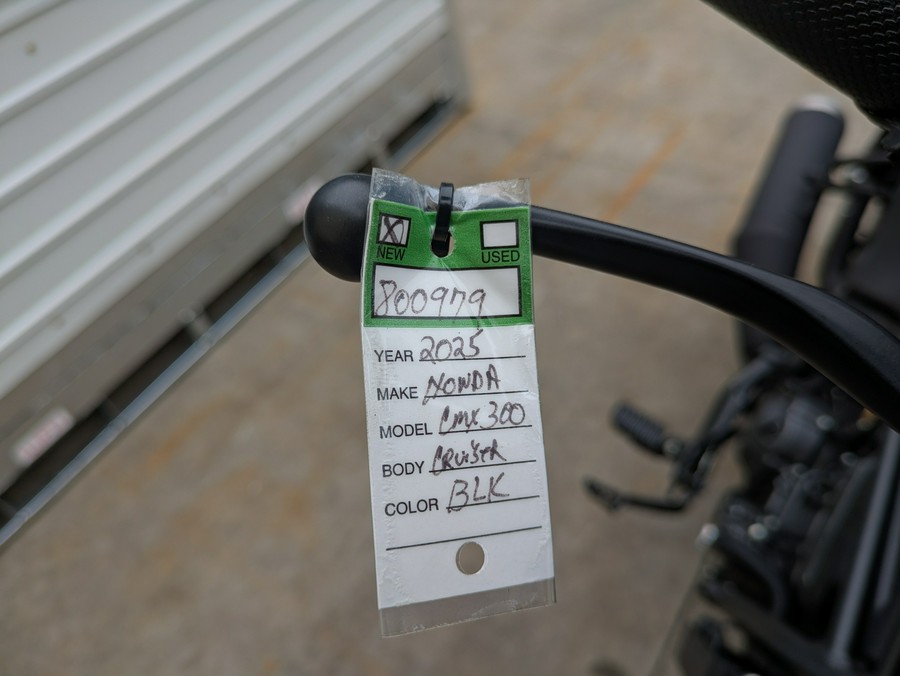 X
NEW USED
800979
YEAR 2025
MAKE HONDA
MODEL CMX 300
BODY CRUISER
COLOR BLK